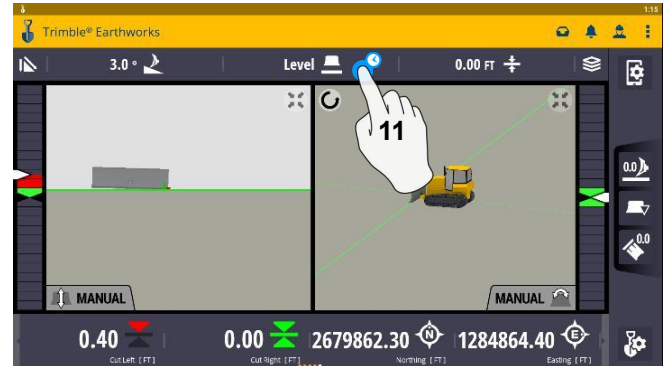 1:15
Trimble® Earthworks
3.0 °
Level
0.00 FT
11
0.0
0.0
MANUAL
MANUAL
0.40
0.00
2679862.30
N
1284864.40
E
Cut Left [FT]
Cut Right [FT]
Northing [FT]
Easting [FT]